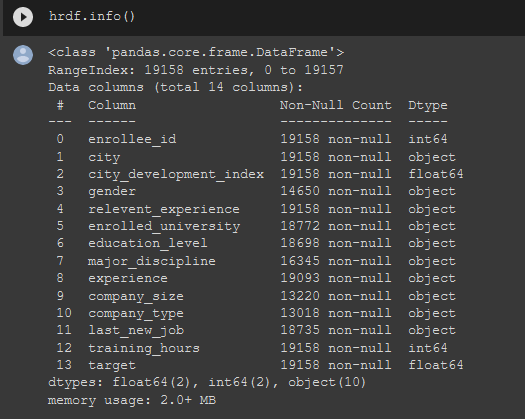 hrdf.info()
<class 'pandas.core.frame.DataFrame'>
RangeIndex: 19158 entries, 0 to 19157
Data columns (total 14 columns):
 #   Column                  Non-Null Count  Dtype
---  ------                  --------------  -----
 0   enrollee_id             19158 non-null  int64
 1   city                    19158 non-null  object
 2   city_development_index  19158 non-null  float64
 3   gender                  14650 non-null  object
 4   relevent_experience     19158 non-null  object
 5   enrolled_university     18772 non-null  object
 6   education_level         18698 non-null  object
 7   major_discipline        16345 non-null  object
 8   experience              19093 non-null  object
 9   company_size            13220 non-null  object
 10  company_type            13018 non-null  object
 11  last_new_job            18735 non-null  object
 12  training_hours          19158 non-null  int64
 13  target                  19158 non-null  float64
dtypes: float64(2), int64(2), object(10)
memory usage: 2.0+ MB